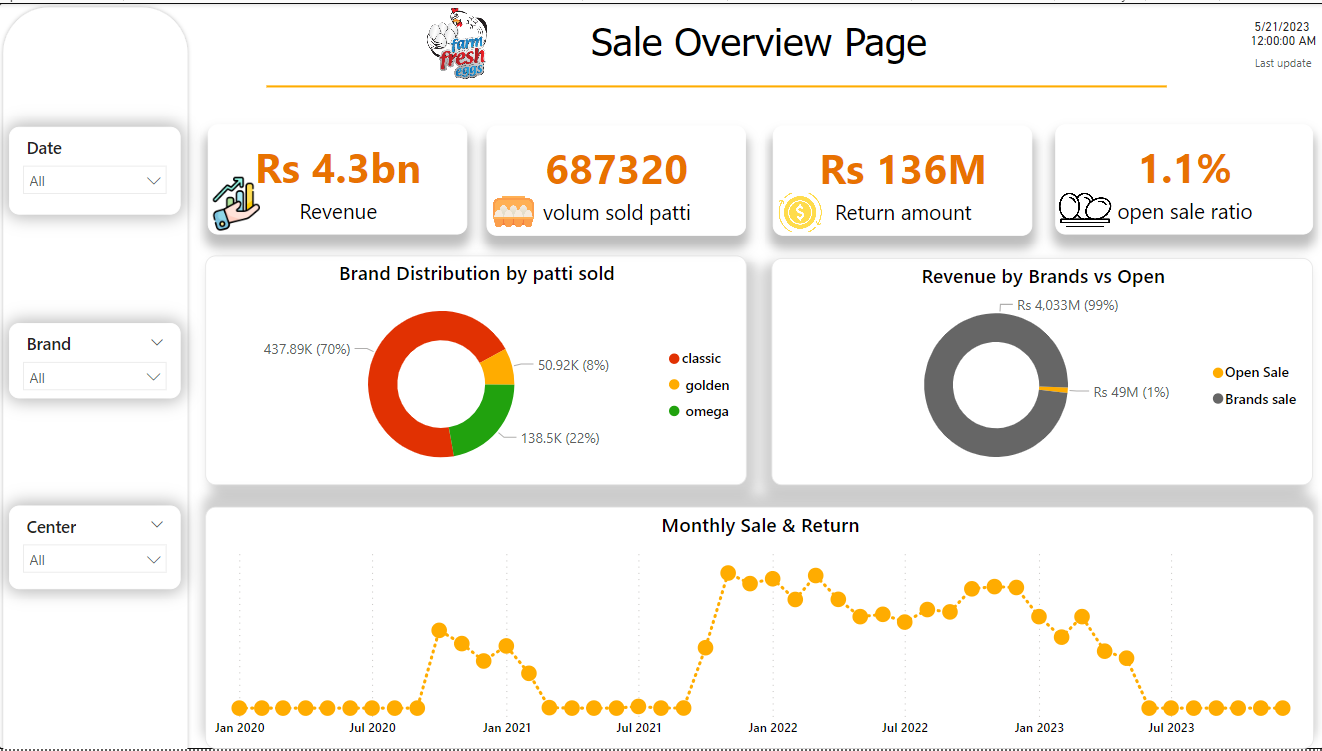 farm
fresh
eggs
Sale Overview Page
5/21/2023
12:00:00 AM
Last update
Date
All
Brand
All
Center
All
Rs 4.3bn
Revenue
687320
volum sold patti
Rs 136M
Return amount
1.1%
open sale ratio
Brand Distribution by patti sold
437.89K (70%)
50.92K (8%)
138.5K (22%)
classic
golden
omega
Revenue by Brands vs Open
Rs 4,033M (99%)
Rs 49M (1%)
Open Sale
Brands sale
Monthly Sale & Return
Jan 2020
Jul 2020
Jan 2021
Jul 2021
Jan 2022
Jul 2022
Jan 2023
Jul 2023